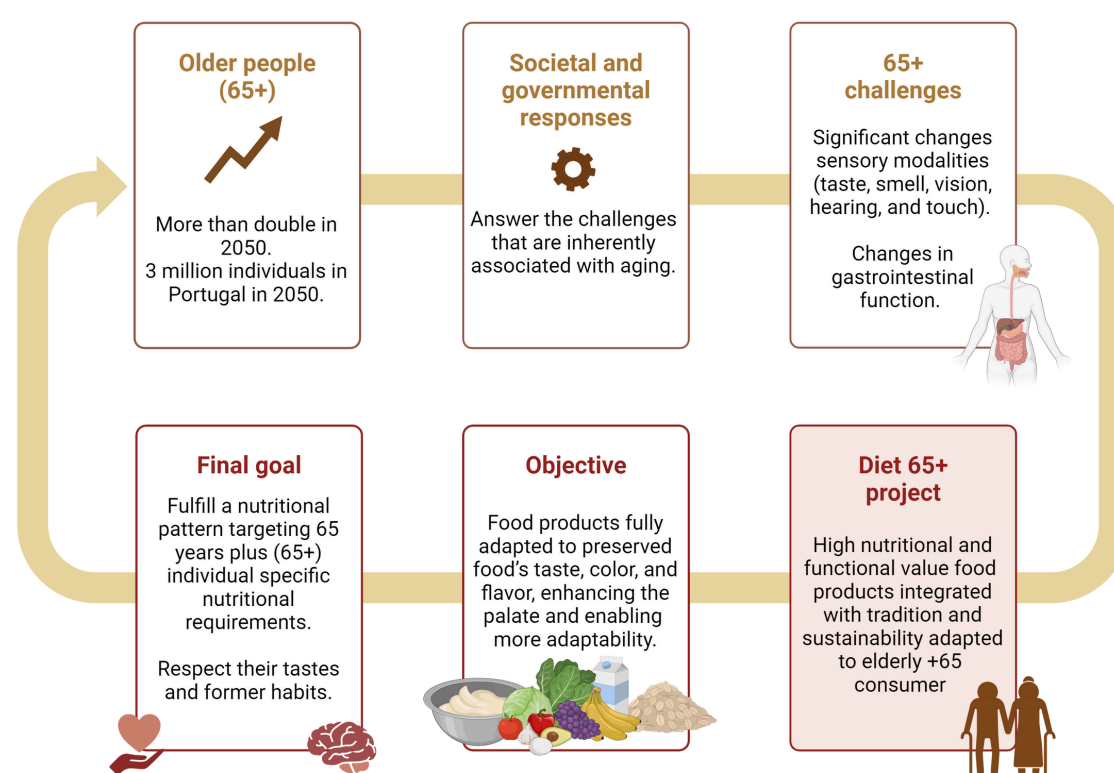 Older people
(65+)
More than double in
2050.
3 million individuals in
Portugal in 2050.
Societal and
governmental
responses
Answer the challenges
that are inherently
associated with aging.
65+
challenges
Significant changes
sensory modalities
(taste, smell, vision,
hearing, and touch).
Changes in
gastrointestinal
function.
Final goal
Fulfill a nutritional
pattern targeting 65
years plus (65+)
individual specific
nutritional
requirements.
Respect their tastes
and former habits.
Objective
Food products fully
adapted to preserved
food's taste, color, and
flavor, enhancing the
palate and enabling
more adaptability.
Diet 65+
project
High nutritional and
functional value food
products integrated
with tradition and
sustainability adapted
to elderly +65
consumer